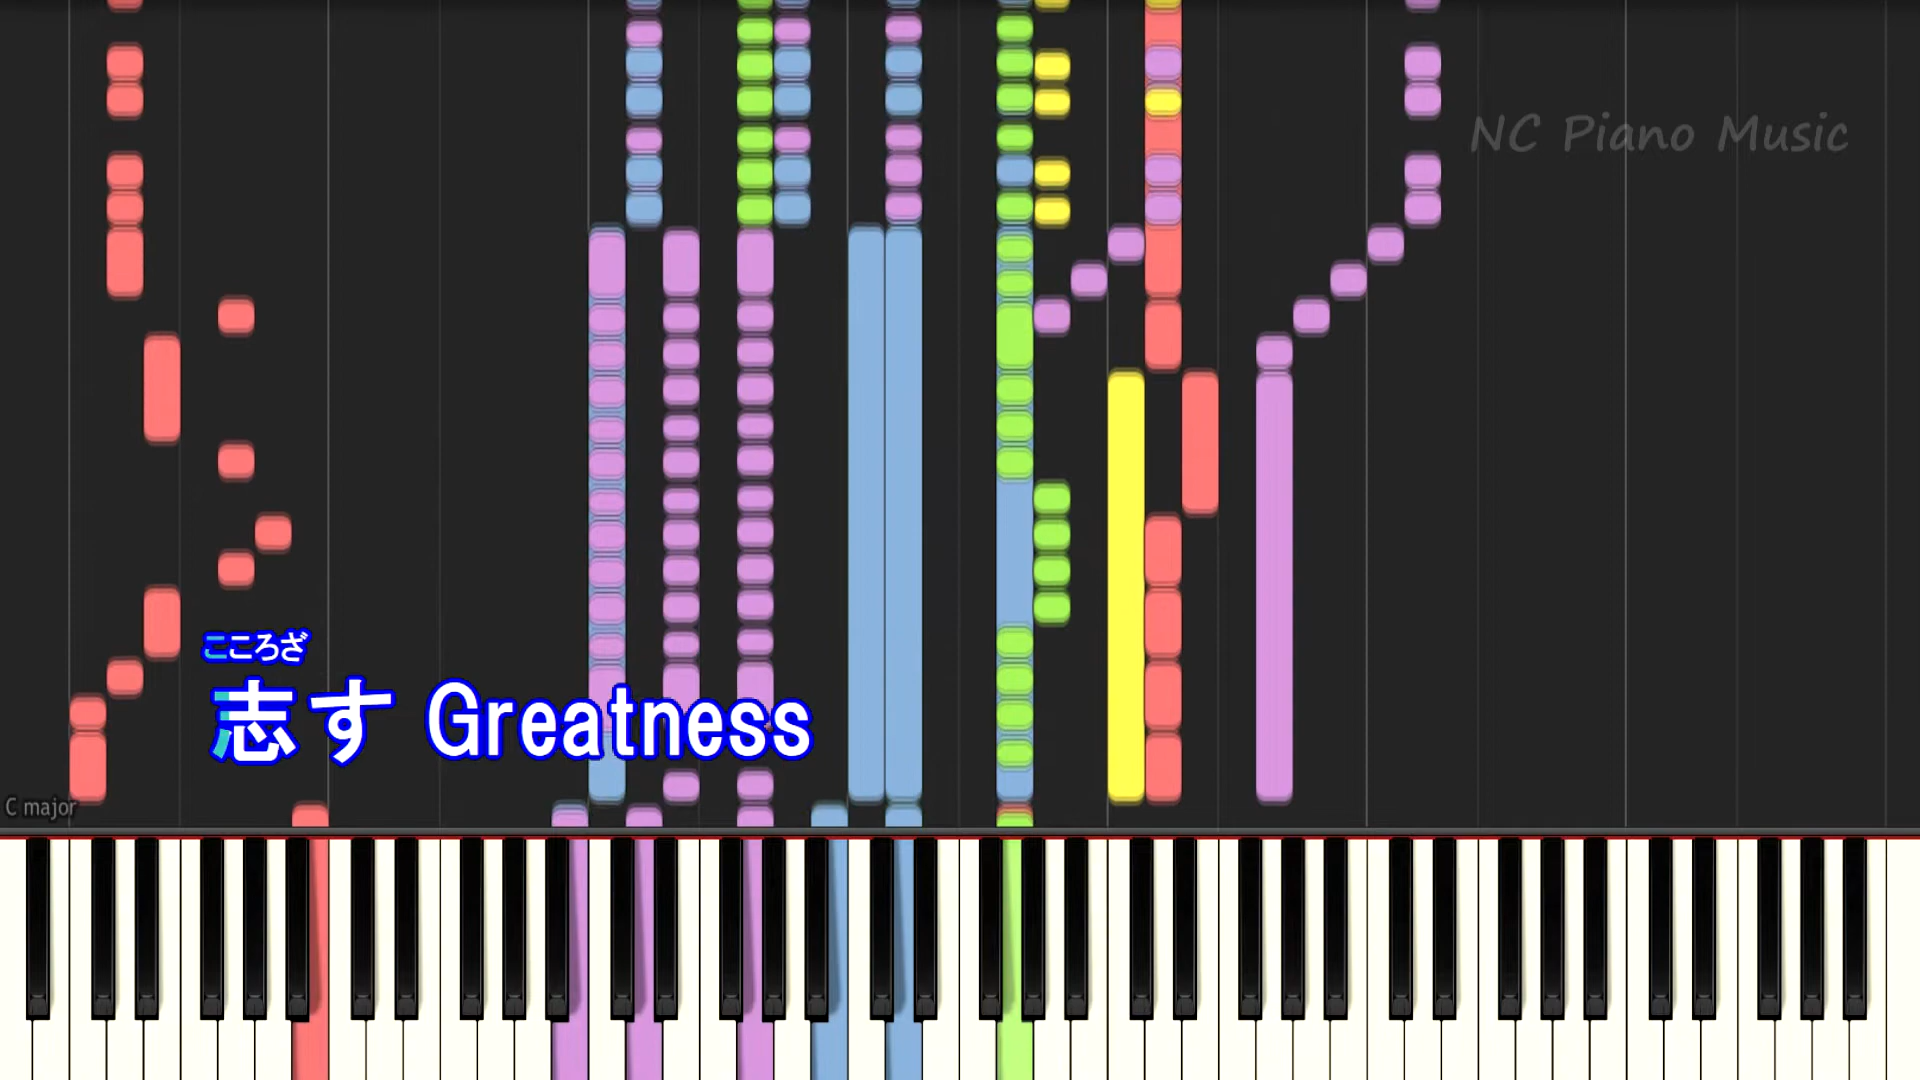 NC Piano Music
こころざ
志す Greatness
C major